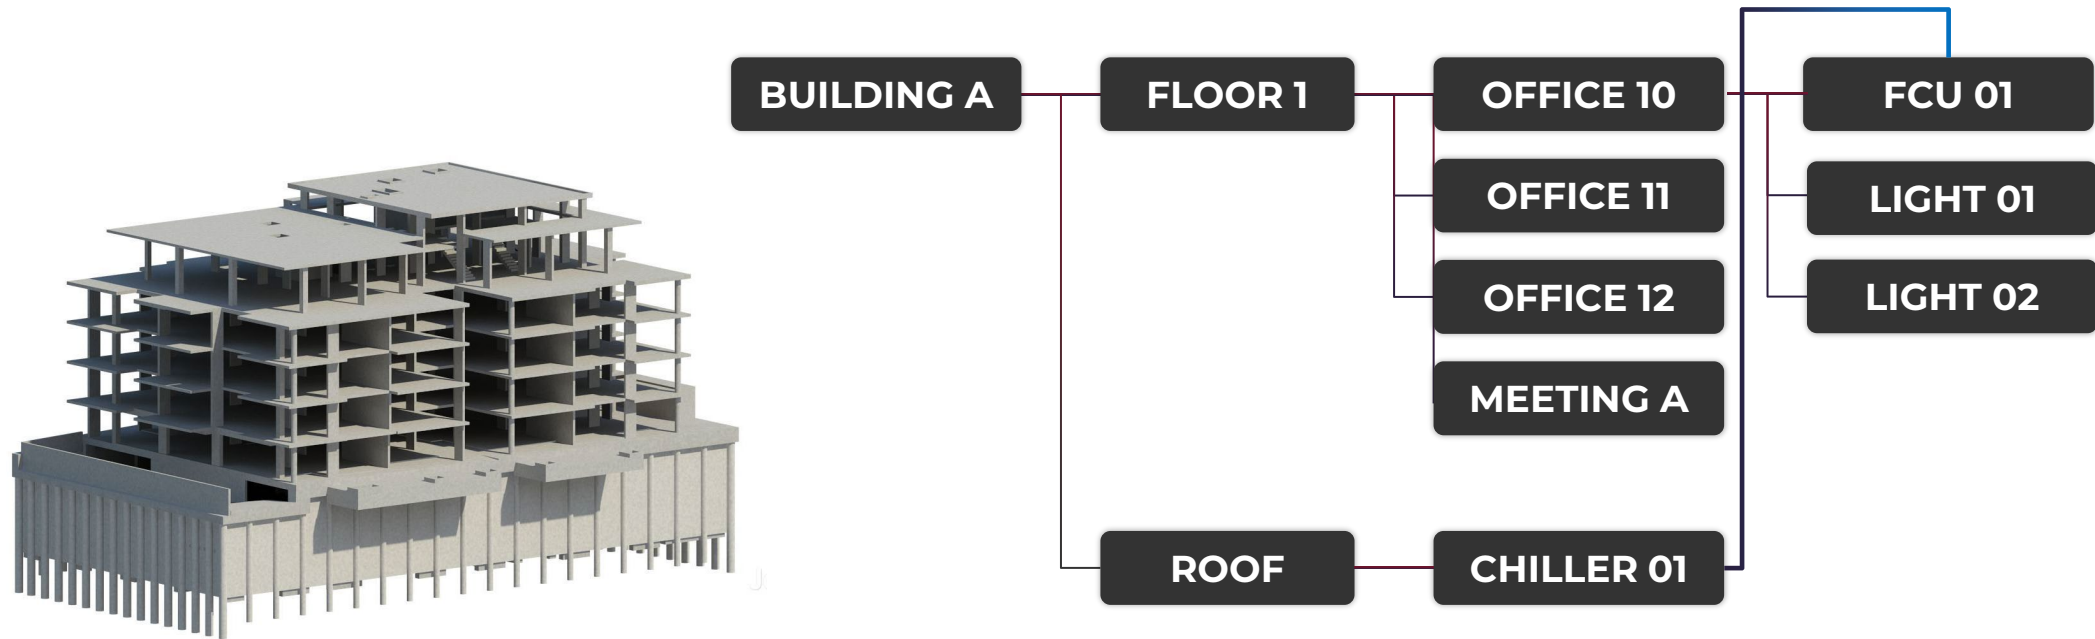 BUILDING A
FLOOR 1
OFFICE 10
FCU 01
OFFICE 11
LIGHT 01
OFFICE 12
LIGHT 02
MEETING A
ROOF
CHILLER 01